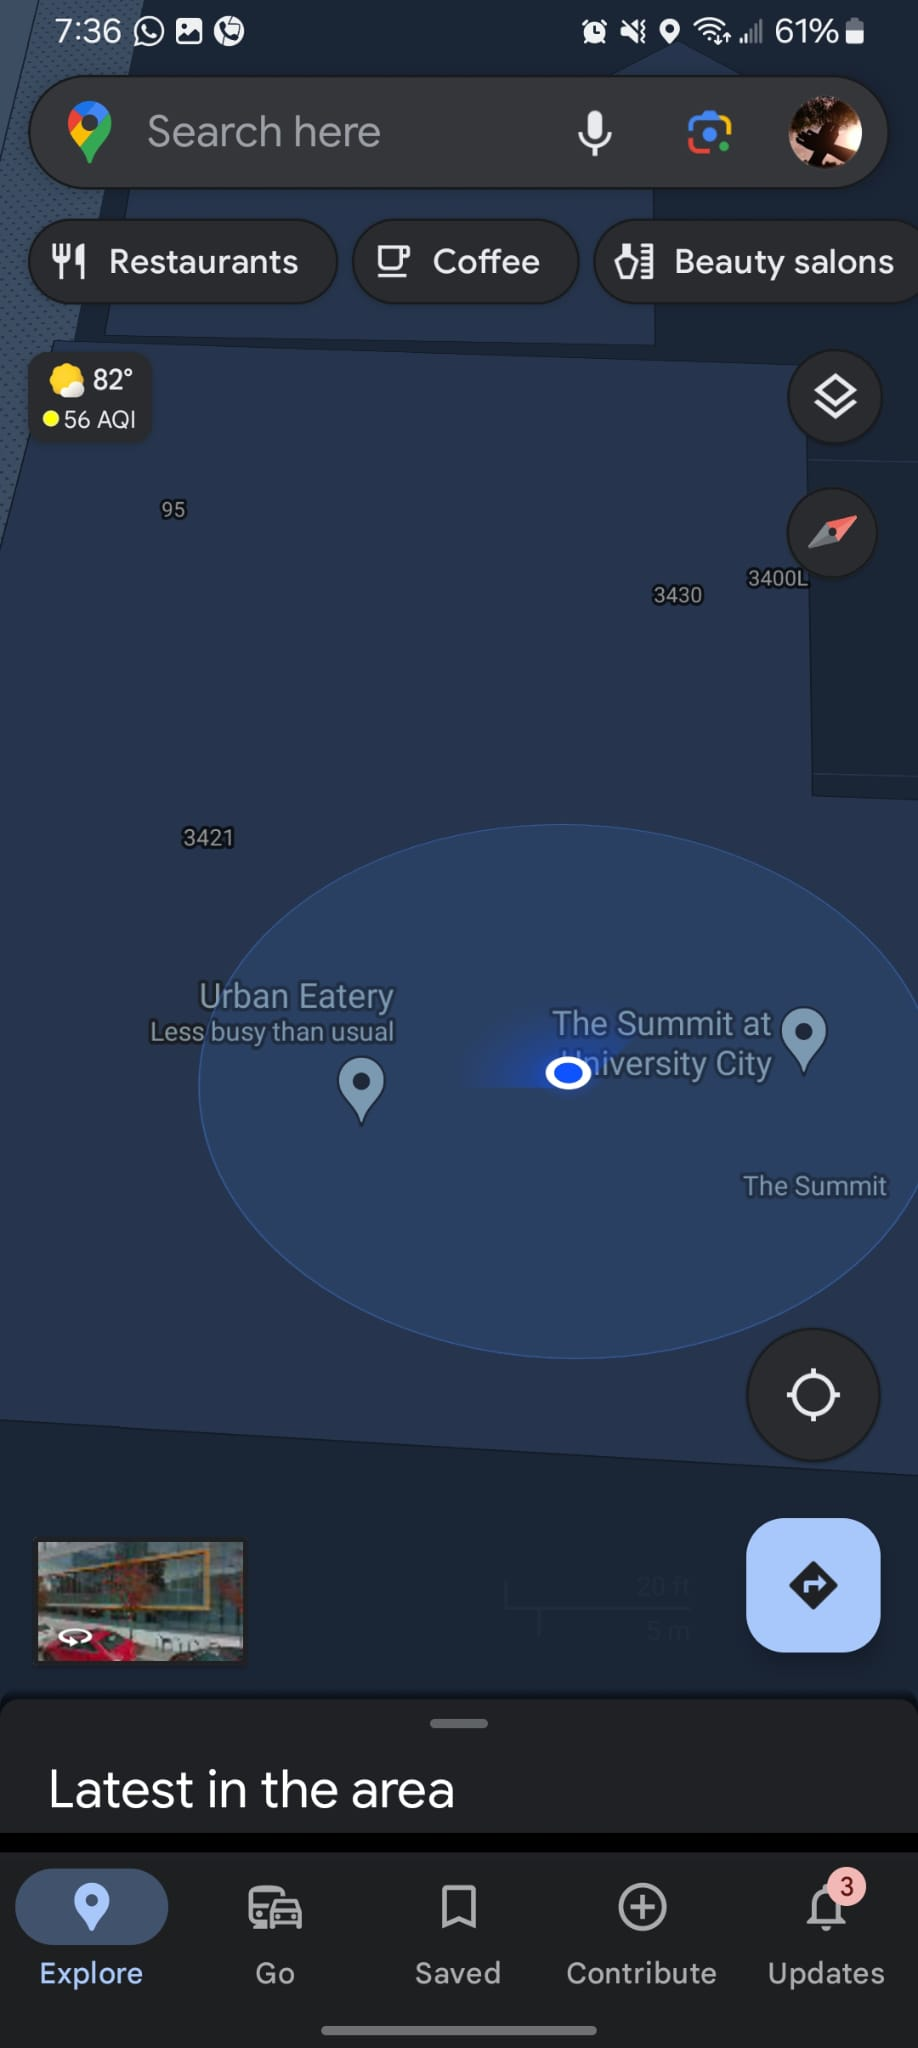 7:36
61%
Search here
Restaurants
Coffee
Beauty salons
82°
56 AQI
95
3430
3400L
3421
Urban Eatery
Less busy than usual
The Summit at
University City
The Summit
20 ft
5 m
Latest in the area
Explore
Go
Saved
Contribute
3
Updates